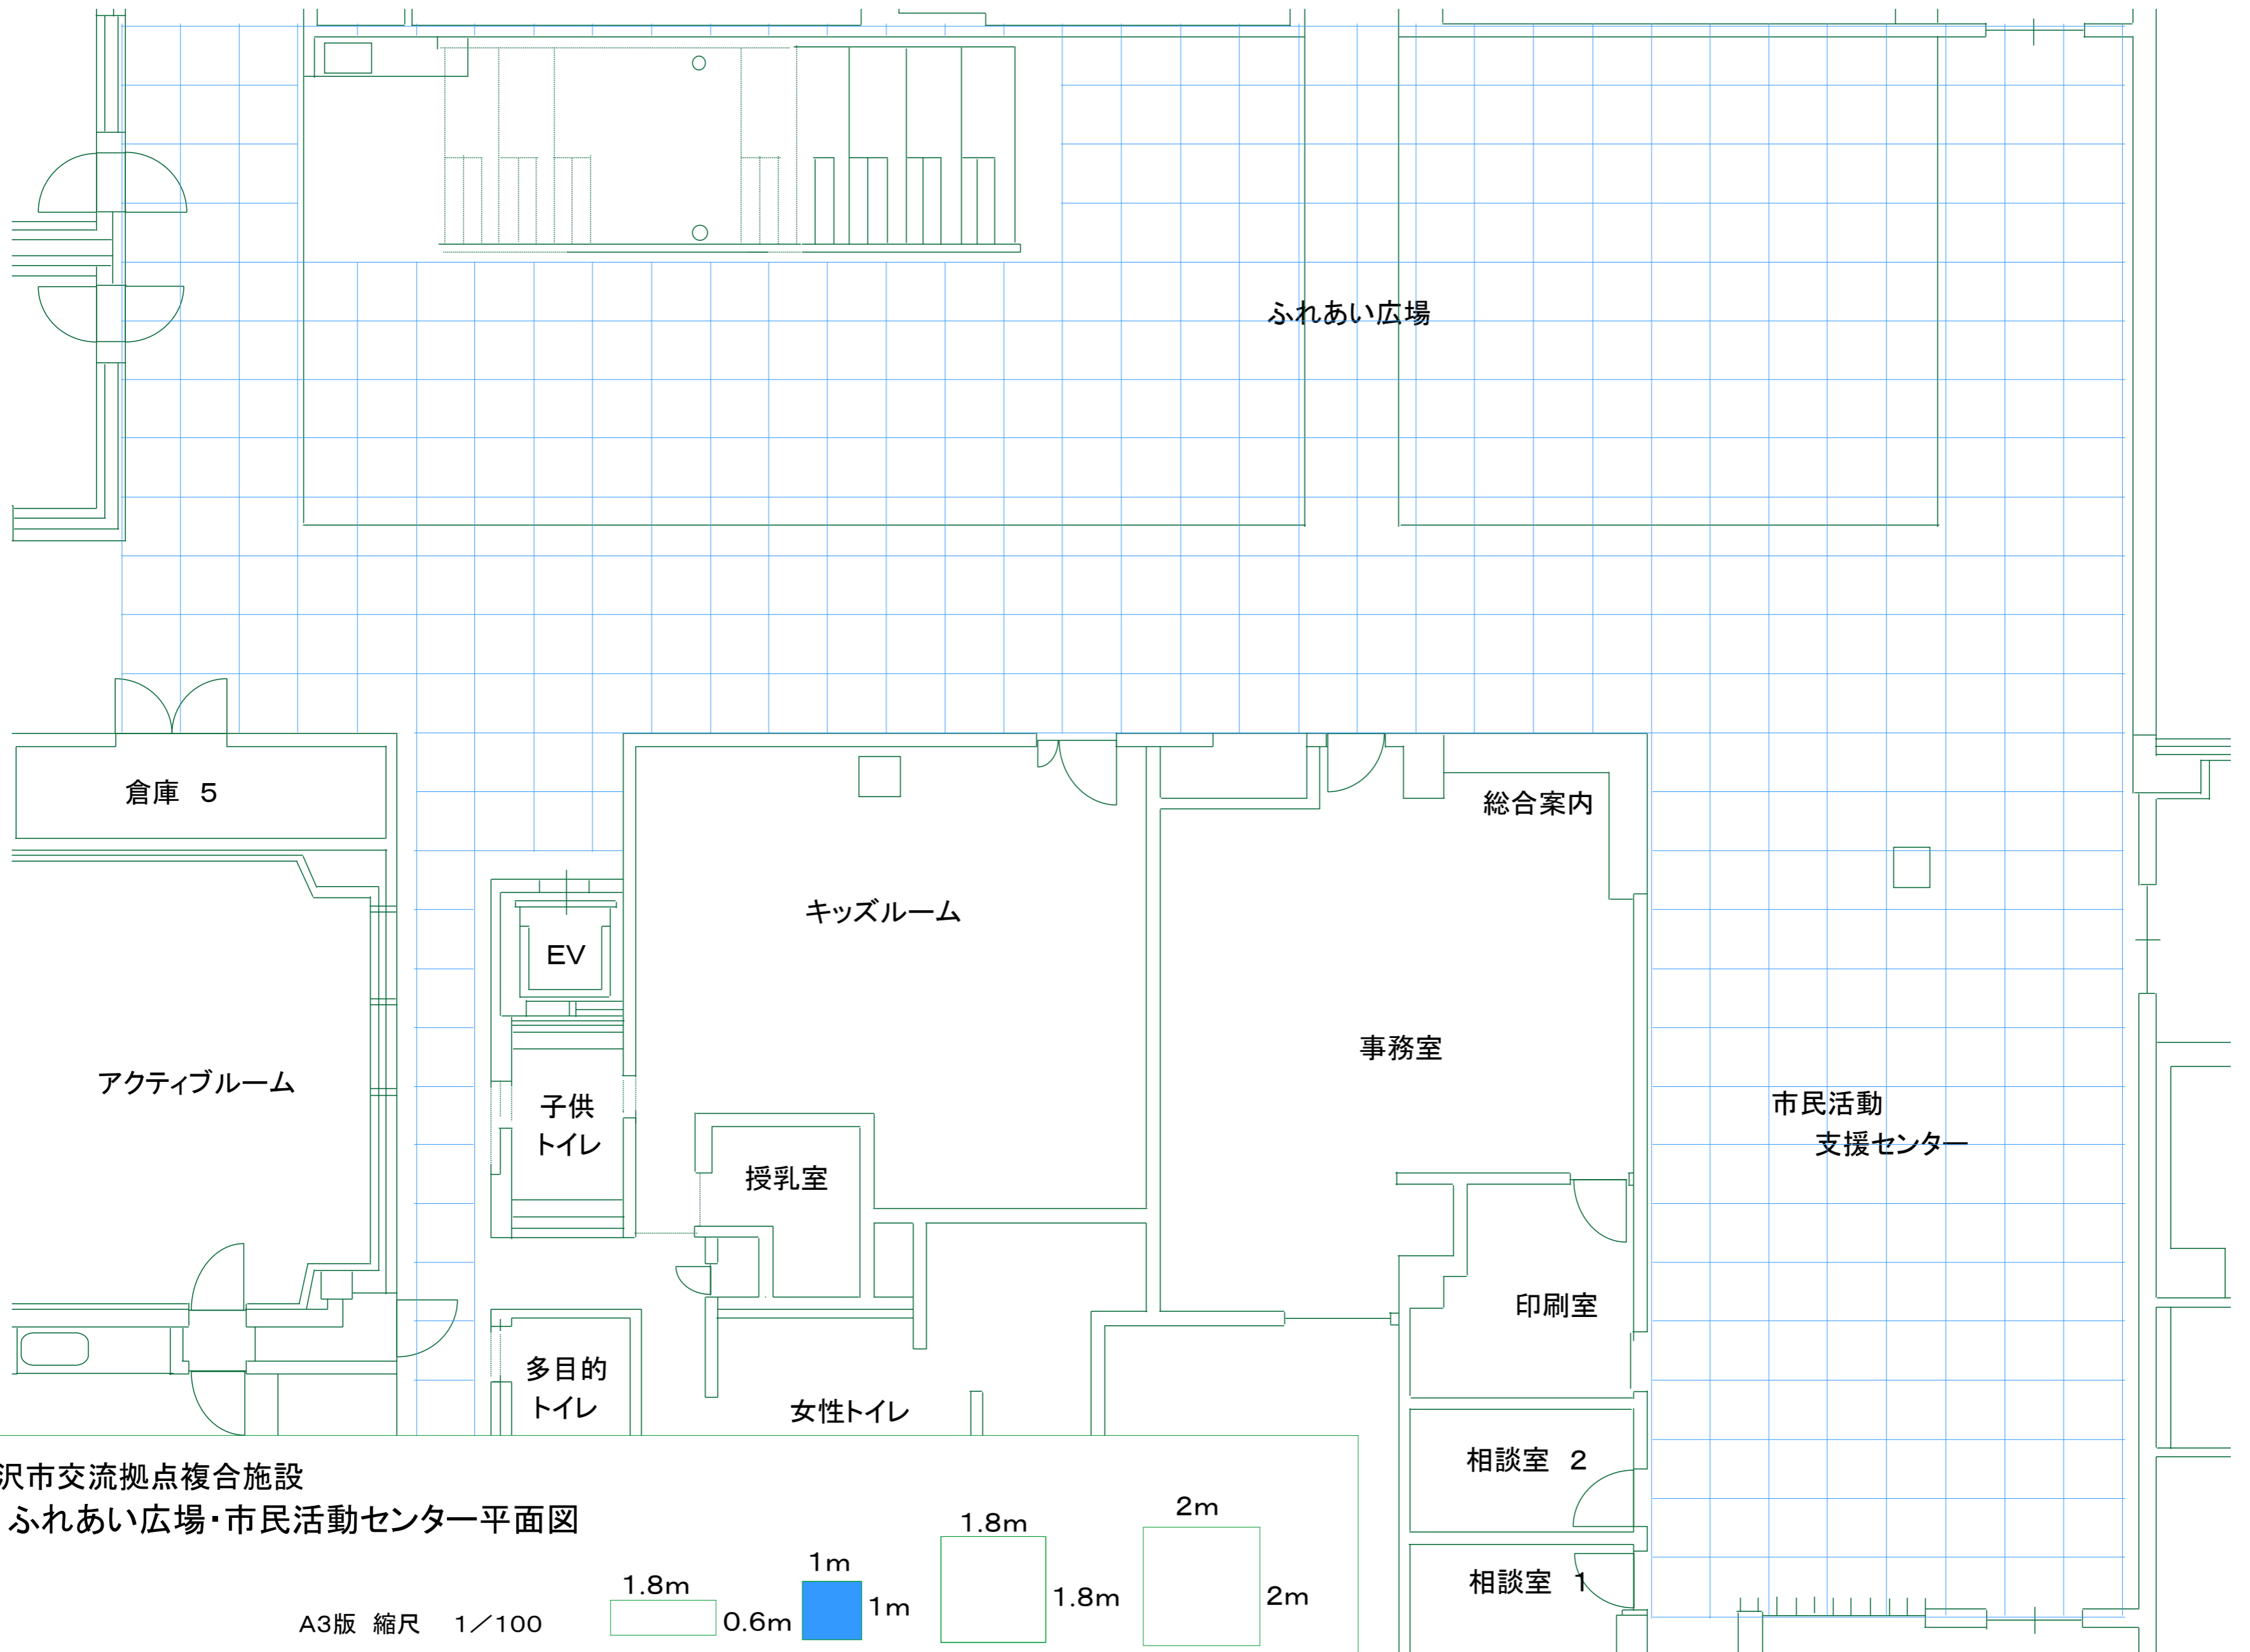 ふれあい広場
倉庫 5
総合案内
キッズルーム
EV
事務室
アクティブルーム
子供
トイレ
市民活動
支援センター
授乳室
印刷室
多目的
トイレ
女性トイレ
相談室 2
相談室 1
沢市交流拠点複合施設
ふれあい広場・市民活動センター平面図
A3版 縮尺 1／100
1.8m
0.6m
1m
1m
1.8m
1.8m
2m
2m